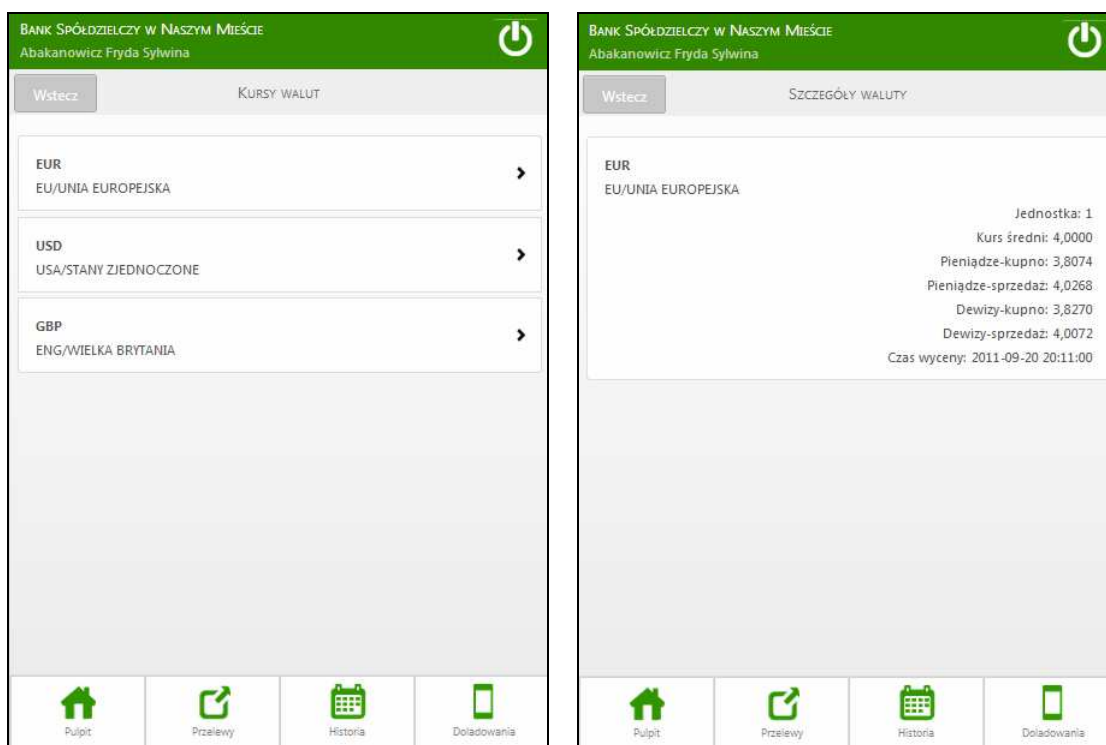 BANK SPÓŁDZIELCZY W NASZYM MIEŚCIE
Abakanowicz Fryda Sylwina
Wstecz
KURSY WALUT
EUR
EU/UNIA EUROPEJSKA
USD
USA/STANY ZJEDNOCZONE
GBP
ENG/WIELKA BRYTANIA
Pulpit
Przelewy
Historia
Doładowania
BANK SPÓŁDZIELCZY W NASZYM MIEŚCIE
Abakanowicz Fryda Sylwina
Wstecz
SZCZEGÓŁY WALUTY
EUR
EU/UNIA EUROPEJSKA
Jednostka: 1
Kurs średni: 4,0000
Pieniądze-kupno: 3,8074
Pieniądze-sprzedaż: 4,0268
Dewizy-kupno: 3,8270
Dewizy-sprzedaż: 4,0072
Czas wyceny: 2011-09-20 20:11:00
Pulpit
Przelewy
Historia
Doładowania